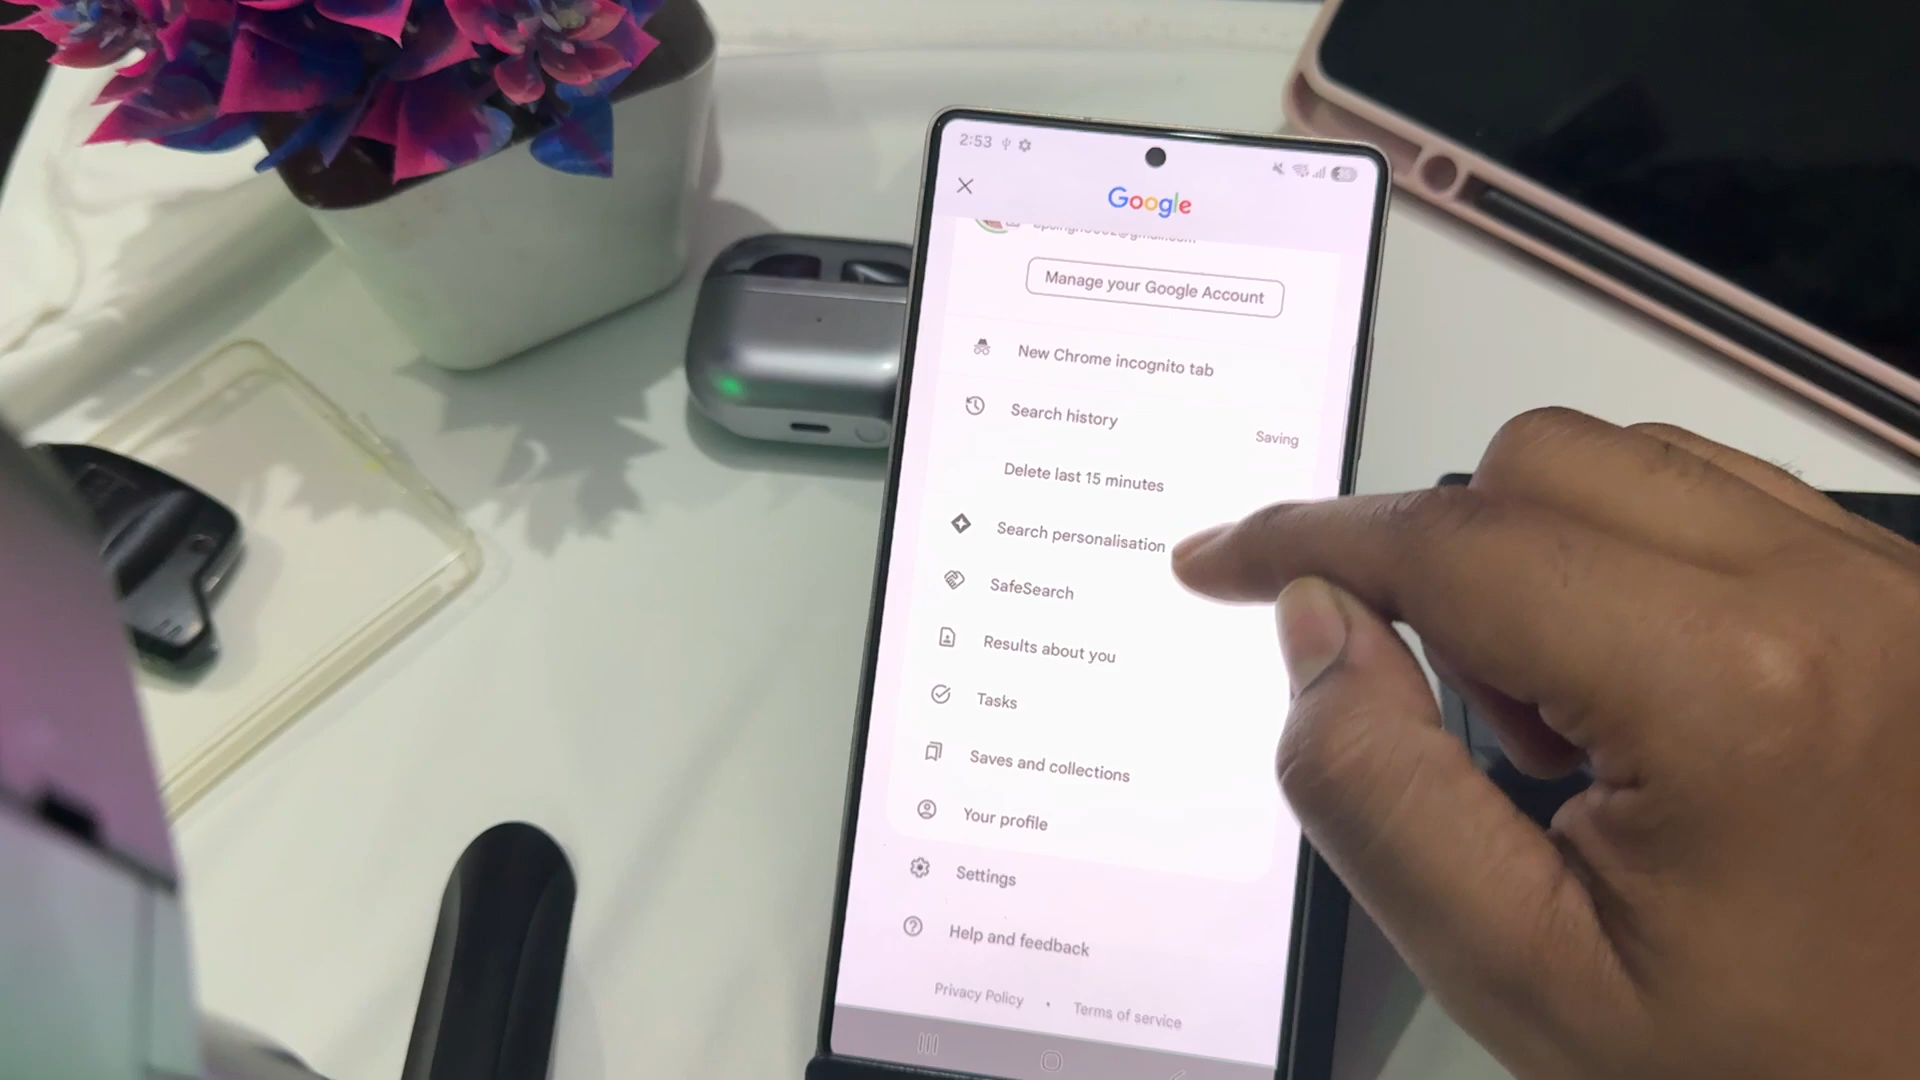 2:53
Google
Manage your Google Account
New Chrome incognito tab
Search history
Saving
Delete last 15 minutes
Search personalisation
SafeSearch
Results about you
Tasks
Saves and collections
Your profile
Settings
Help and feedback
Privacy Policy • Terms of service